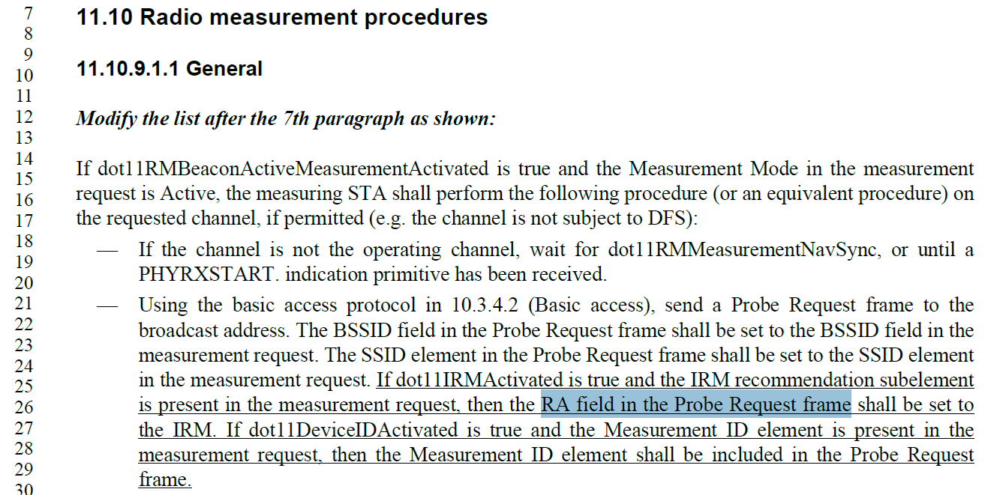 7 11.10 Radio measurement procedures
8
9
10 11.10.9.1.1 General
11
12 Modify the list after the 7th paragraph as shown:
13
14 If dot11RMBeaconActiveMeasurementActivated is true and the Measurement Mode in the measurement
15
16 request is Active, the measuring STA shall perform the following procedure (or an equivalent procedure) on
17 the requested channel, if permitted (e.g. the channel is not subject to DFS):
18
19 — If the channel is not the operating channel, wait for dot11RMMeasurementNavSync, or until a
20 PHYRXSTART. indication primitive has been received.
21 — Using the basic access protocol in 10.3.4.2 (Basic access), send a Probe Request frame to the
22 broadcast address. The BSSID field in the Probe Request frame shall be set to the BSSID field in the
23 measurement request. The SSID element in the Probe Request frame shall be set to the SSID element
24
25 in the measurement request. If dot11IRMActivated is true and the IRM recommendation subelement
26 is present in the measurement request, then the RA field in the Probe Request frame shall be set to
27 the IRM. If dot11DeviceIDActivated is true and the Measurement ID element is present in the
28 measurement request, then the Measurement ID element shall be included in the Probe Request
29 frame.
30